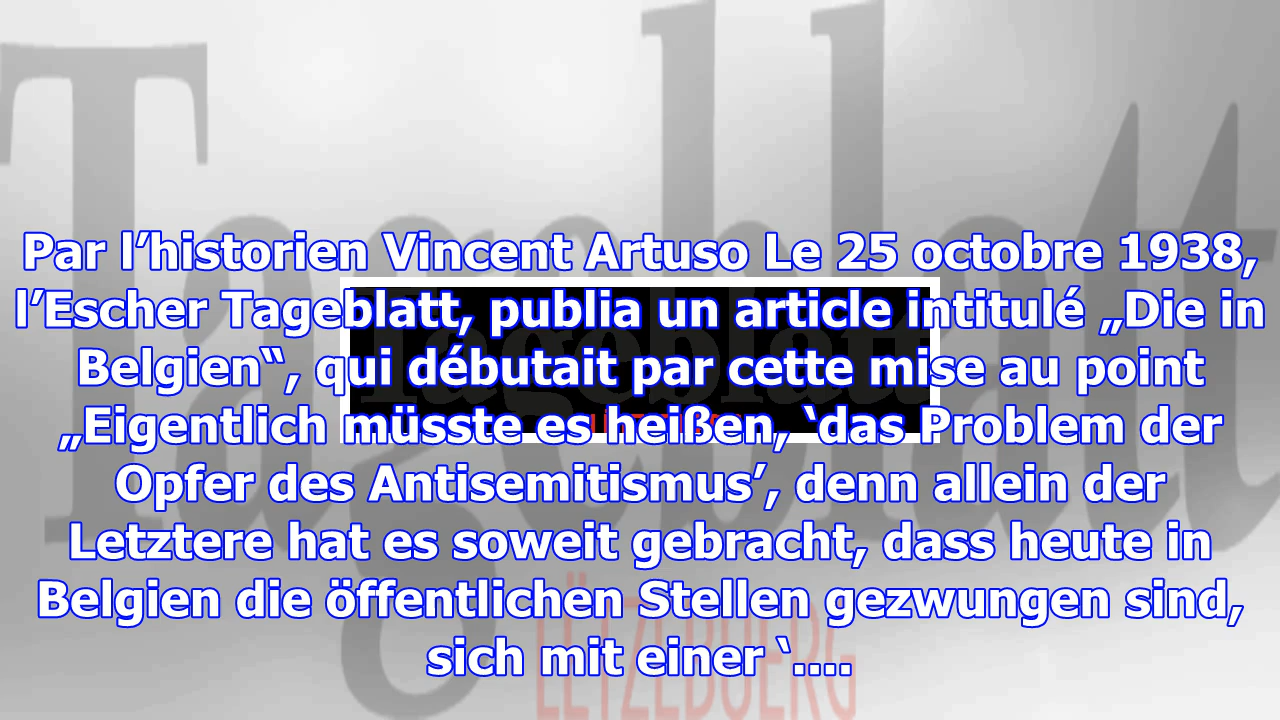 Par l’historien Vincent Artuso Le 25 octobre 1938,
l’Escher Tageblatt, publia un article intitulé „Die in
Belgien“, qui débutait par cette mise au point
„Eigentlich müsste es heißen, ‘das Problem der
Opfer des Antisemitismus’, denn allein der
Letztere hat es soweit gebracht, dass heute in
Belgien die öffentlichen Stellen gezwungen sind,
sich mit einer ‘....
Tageblatt
LËTZEBUERG